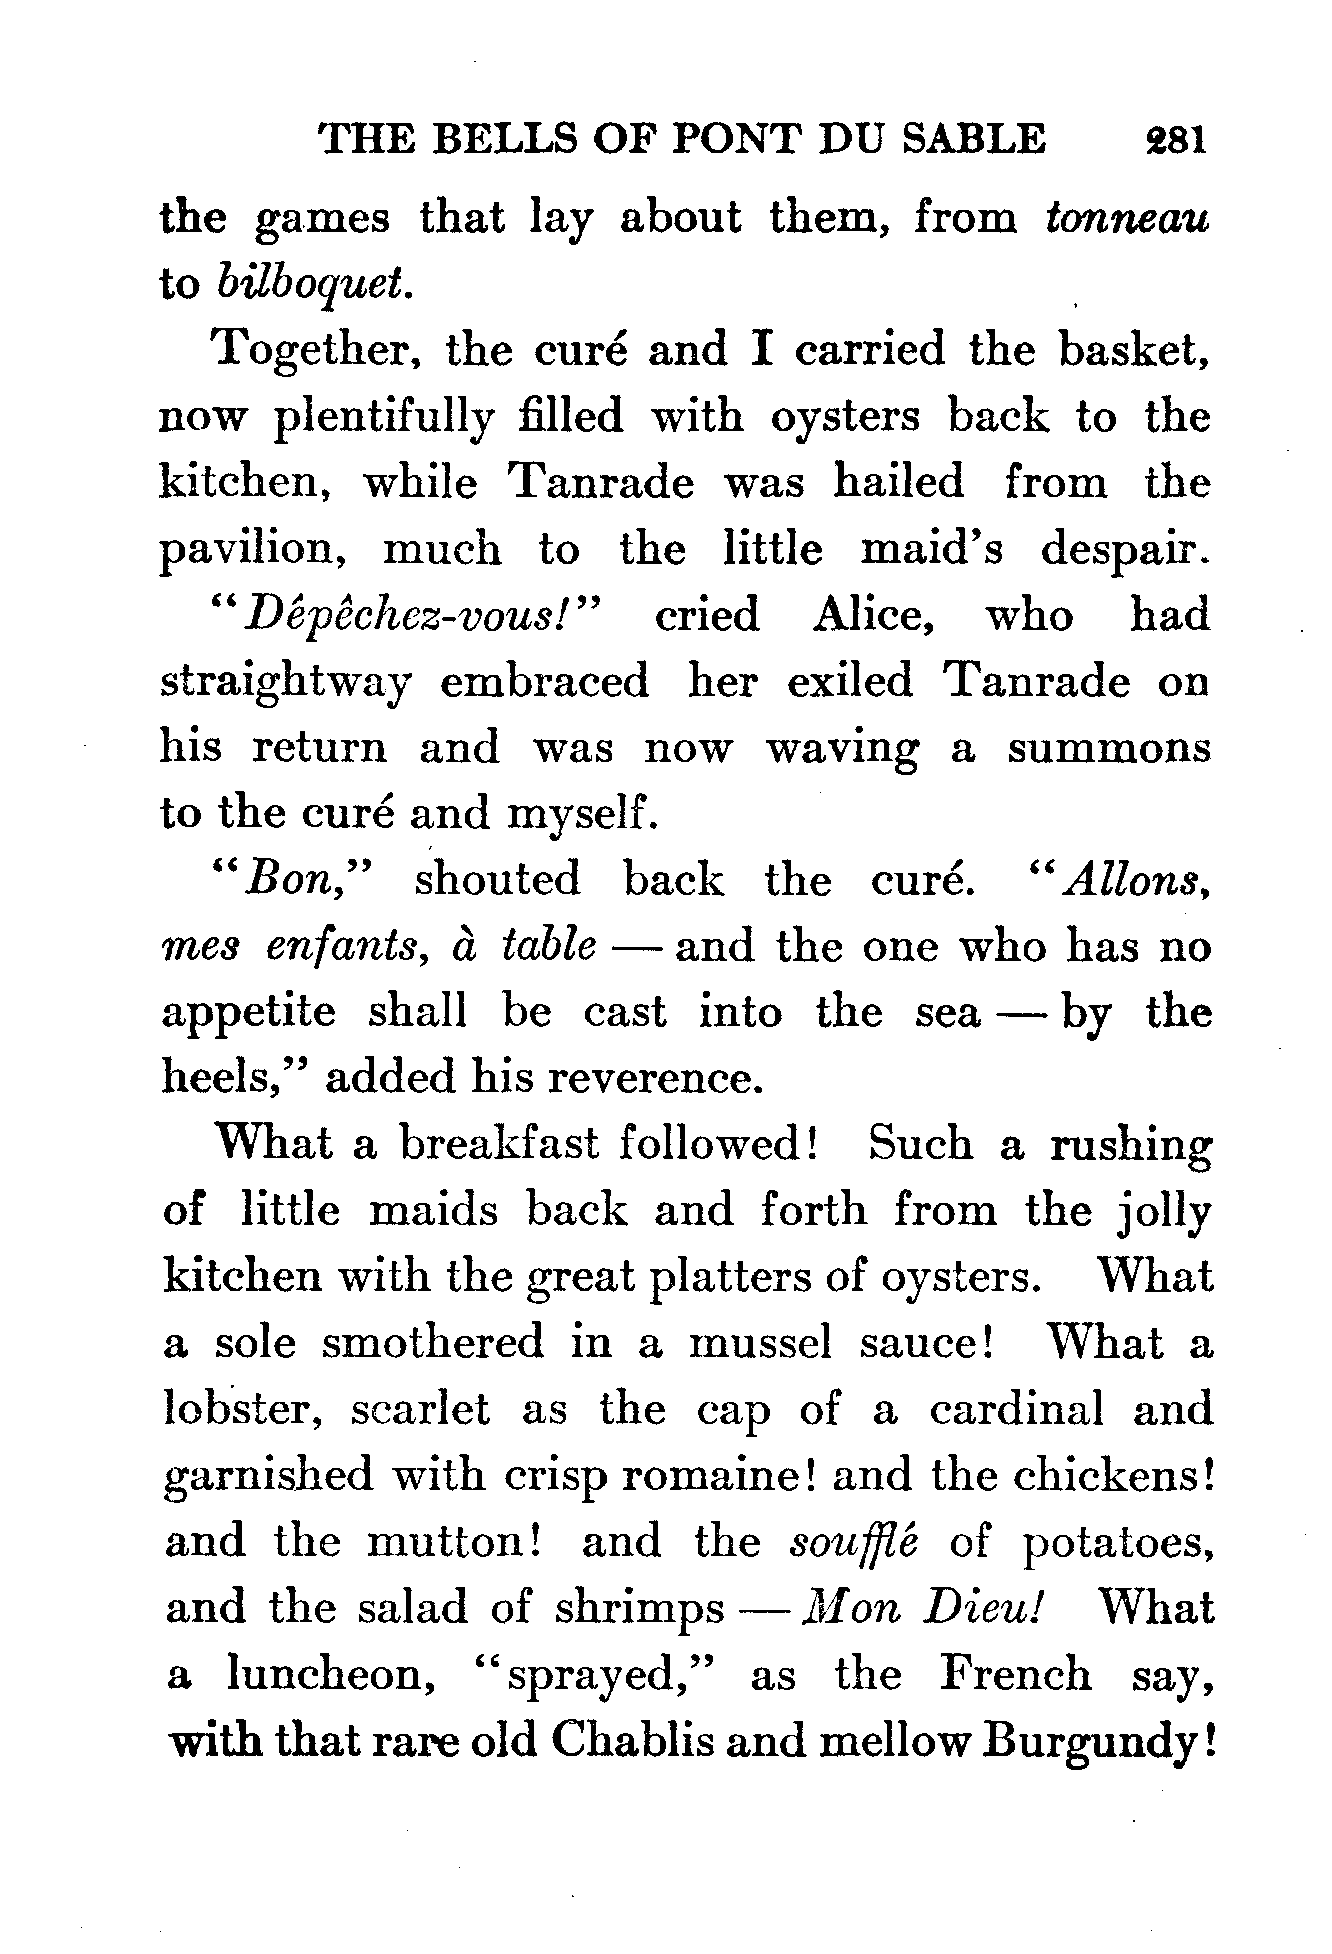 THE BELLS OF PONT DU SABLE 281
the games that lay about them, from tonneau
to bilboquet.
Together, the curé and I carried the basket,
now plentifully filled with oysters back to the
kitchen, while Tanrade was hailed from the
pavilion, much to the little maid's despair.
"Dêpêchez-vous!" cried Alice, who had
straightway embraced her exiled Tanrade on
his return and was now waving a summons
to the curé and myself.
"Bon," shouted back the curé. "Allons,
mes enfants, à table — and the one who has no
appetite shall be cast into the sea — by the
heels," added his reverence.
What a breakfast followed! Such a rushing
of little maids back and forth from the jolly
kitchen with the great platters of oysters. What
a sole smothered in a mussel sauce! What a
lobster, scarlet as the cap of a cardinal and
garnished with crisp romaine! and the chickens!
and the mutton! and the soufflé of potatoes,
and the salad of shrimps — Mon Dieu! What
a luncheon, "sprayed," as the French say,
with that rare old Chablis and mellow Burgundy!